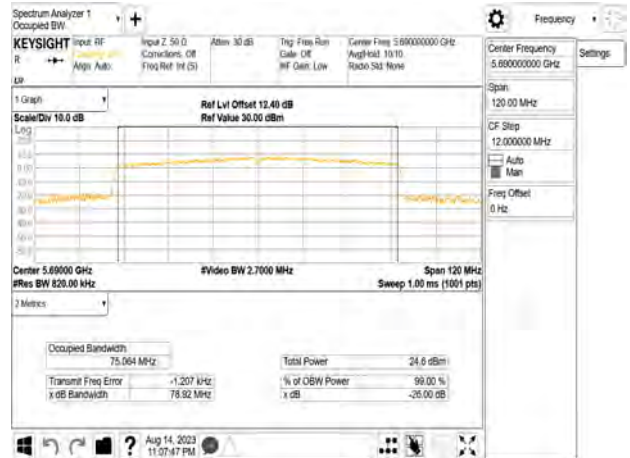 Spectrum Analyzer 1
Occupied BW
+
KEYSIGHT
R
Input: RF
Align: Auto
Input Z: 50 Ω
Corrections: Off
Freq Ref: Int (S)
Atten: 30 dB
Trig: Free Run
Gate: Off
#IF Gain: Low
Center Freq: 5.690000000 GHz
Avg|Hold: 10/10
Radio Std: None
1 Graph
Scale/Div 10.0 dB
Ref Lvl Offset 12.40 dB
Ref Value 30.00 dBm
Log
Center 5.69000 GHz
#Res BW 820.00 kHz
#Video BW 2.7000 MHz
Span 120 MHz
Sweep 1.00 ms (1001 pts)
2 Metrics
Occupied Bandwidth
75.064 MHz
Total Power 24.6 dBm
Transmit Freq Error -1.207 kHz
% of OBW Power 99.00 %
x dB Bandwidth 78.92 MHz
x dB -26.00 dB
?
Aug 14, 2023
11:07:47 PM
Frequency
Center Frequency
5.690000000 GHz
Settings
Span
120.00 MHz
CF Step
12.000000 MHz
Auto
Man
Freq Offset
0 Hz